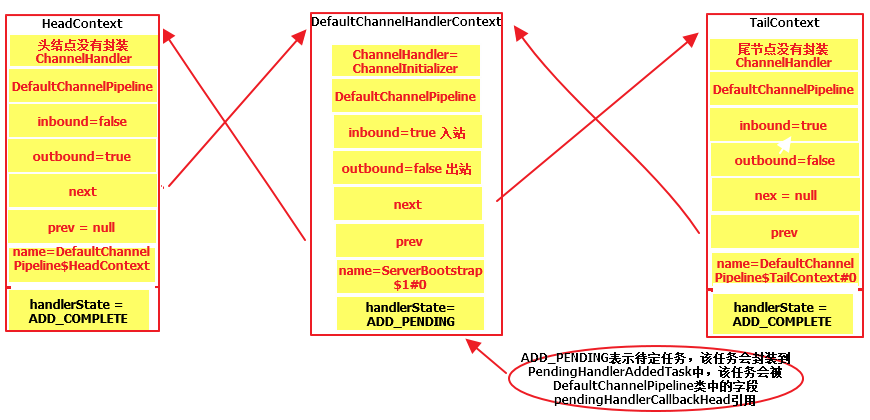 HeadContext
头结点没有封装
ChannelHandler
DefaultChannelPipeline
inbound=false
outbound=true
next
prev = null
name=DefaultChannel
Pipeline$HeadContext
handlerState =
ADD_COMPLETE
DefaultChannelHandlerContext
ChannelHandler=
ChannelInitializer
DefaultChannelPipeline
inbound=true 入站
outbound=false 出站
next
prev
name=ServerBootstrap
$1#0
handlerState=
ADD_PENDING
TailContext
尾节点没有封装
ChannelHandler
DefaultChannelPipeline
inbound=true
outbound=false
nex = null
prev
name=DefaultChannel
Pipeline$TailContext#0
handlerState =
ADD_COMPLETE
ADD_PENDING表示待定任务，该任务会封装到
PendingHandlerAddedTask中，该任务会被
DefaultChannelPipeline类中的字段
pendingHandlerCallbackHead引用